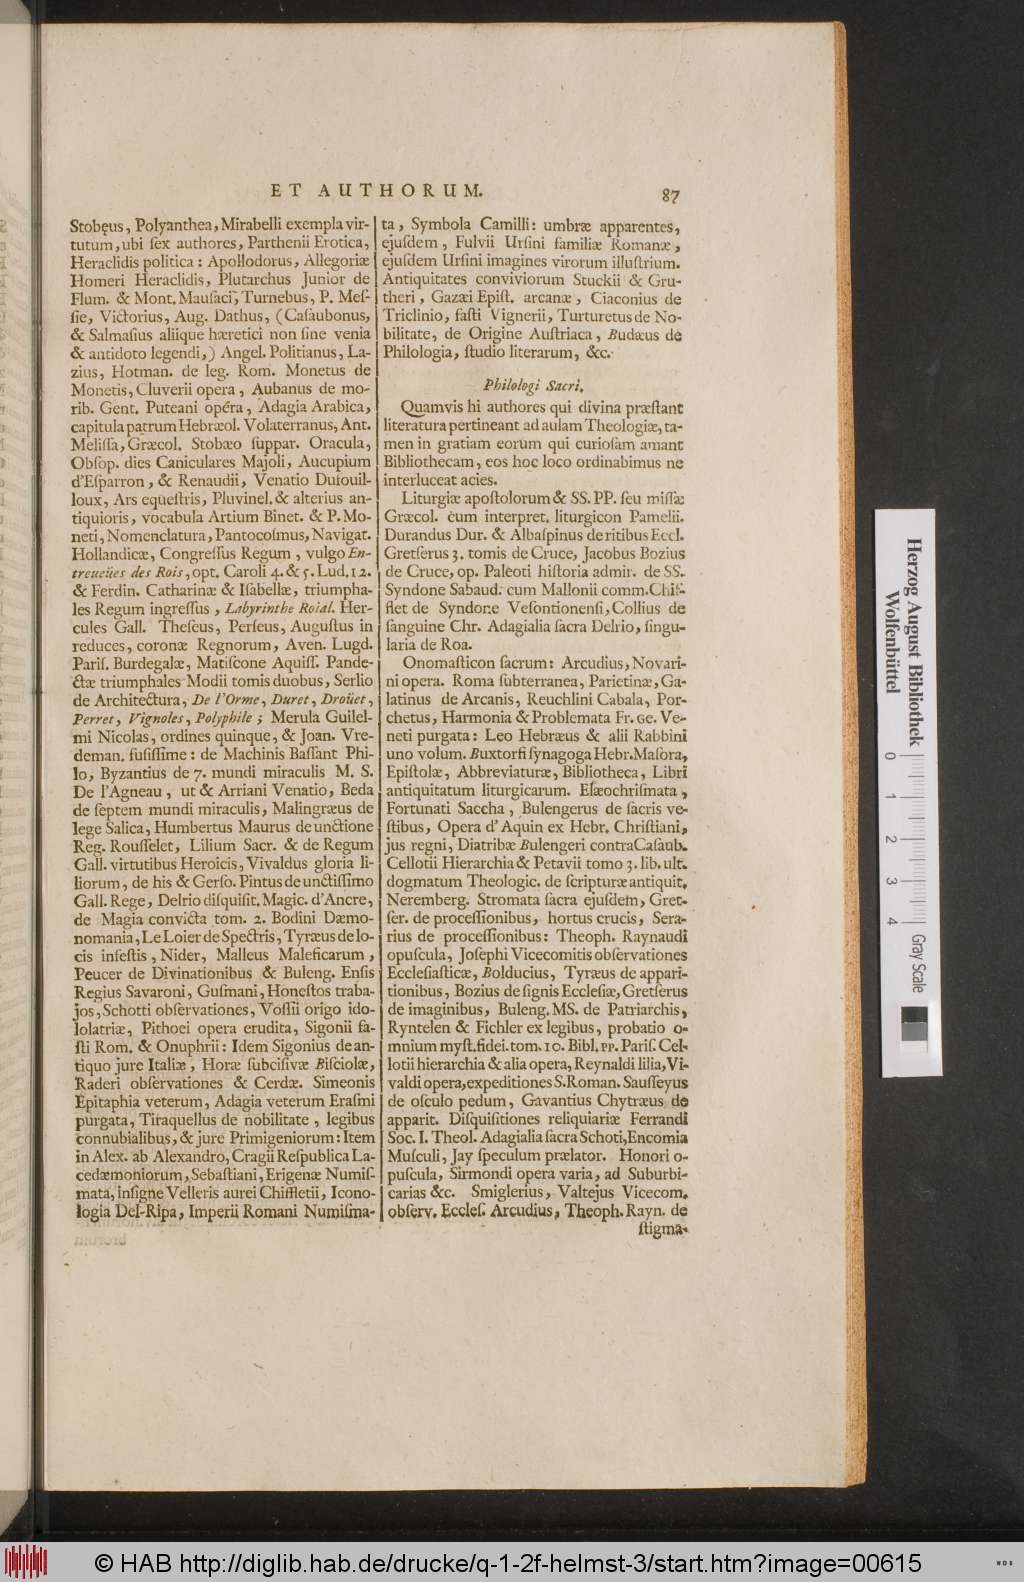 ET AUTHORUM.
87
Stobęus, Polyanthea, Mirabelli exempla vir-
tutum, ubi ſex authores, Parthenii Erotica,
Heraclidis politica : Apollodorus, Allegoriæ
Homeri Heraclidis, Plutarchus Junior de
Flum. & Mont. Mauſaci, Turnebus, P. Meſ-
ſie, Victorius, Aug. Dathus, (Caſaubonus,
& Salmaſius aliique hæretici non ſine venia
& antidoto legendi,) Angel. Politianus, La-
zius, Hotman. de leg. Rom. Monetus de
Monetis, Cluverii opera, Aubanus de mo-
rib. Gent. Puteani opéra, Adagia Arabica,
capitula patrum Hebræol. Volaterranus, Ant.
Meliſſa, Græcol. Stobæo ſuppar. Oracula,
Obſop. dies Caniculares Majoli, Aucupium
d'Eſparron, & Renaudii, Venatio Dufouil-
loux, Ars equeſtris, Pluvinel. & alterius an-
tiquioris, vocabula Artium Binet. & P. Mo-
neti, Nomenclatura, Pantocoſmus, Navigat.
Hollandicæ, Congreſſus Regum, vulgo En-
treueües des Rois, opt. Caroli 4. & 5. Lud. 12.
& Ferdin. Catharinæ & Iſabellæ, triumpha-
les Regum ingreſſus, Labyrinthe Roial. Her-
cules Gall. Theſeus, Perſeus, Auguſtus in
reduces, coronæ Regnorum, Aven. Lugd.
Pariſ. Burdegalæ, Matiſcone Aquiſſ. Pande-
ctæ triumphales Modii tomis duobus, Serlio
de Architectura, De l'Orme, Duret, Droüet,
Perret, Vignoles, Polyphile ; Merula Guilel-
mi Nicolas, ordines quinque, & Joan. Vre-
deman. fuſiſſime : de Machinis Baſſant Phi-
lo, Byzantius de 7. mundi miraculis M. S.
De l'Agneau, ut & Arriani Venatio, Beda
de ſeptem mundi miraculis, Malingræus de
lege Salica, Humbertus Maurus de unctione
Reg. Rouſſelet, Lilium Sacr. & de Regum
Gall. virtutibus Heroicis, Vivaldus gloria li-
liorum, de his & Gerſo. Pintus de unctiſſimo
Gall. Rege, Delrio diſquiſit. Magic. d'Ancre,
de Magia convicta tom. 2. Bodini Dæmo-
nomania, Le Loier de Spectris, Tyræus de lo-
cis infeſtis, Nider, Malleus Maleficarum,
Peucer de Divinationibus & Buleng. Enſis
Regius Savaroni, Guſmani, Honeſtos traba-
jos, Schotti obſervationes, Voſſii origo ido-
lolatriæ, Pithoei opera erudita, Sigonii fa-
ſti Rom. & Onuphrii : Idem Sigonius de an-
tiquo jure Italiæ, Horæ ſubciſivæ Biſciolæ,
Raderi obſervationes & Cerdæ. Simeonis
Epitaphia veterum, Adagia veterum Eraſmi
purgata, Tiraquellus de nobilitate, legibus
connubialibus, & jure Primigeniorum : Item
in Alex. ab Alexandro, Cragii Reſpublica La-
cedæmoniorum, Sebaſtiani, Erigenæ Numiſ-
mata, inſigne Velleris aurei Chiffletii, Icono-
logia Deſ-Ripa, Imperii Romani Numiſma-
ta, Symbola Camilli : umbræ apparentes,
ejuſdem, Fulvii Urſini familiæ Romanæ,
ejuſdem Urſini imagines virorum illuſtrium.
Antiquitates conviviorum Stuckii & Gru-
theri, Gazæi Epiſt. arcanæ, Ciaconius de
Triclinio, faſti Vignerii, Turturetus de No-
bilitate, de Origine Auſtriaca, Budæus de
Philologia, ſtudio literarum, &c.
Philologi Sacri.
Quamvis hi authores qui divina præſtant
literatura pertineant ad aulam Theologiæ, ta-
men in gratiam eorum qui curioſam amant
Bibliothecam, eos hoc loco ordinabimus ne
interluceat acies.
Liturgiæ apoſtolorum & SS. PP. ſeu miſſæ
Græcol. cum interpret. liturgicon Pamelii.
Durandus Dur. & Albaſpinus de ritibus Eccl.
Gretſerus 3. tomis de Cruce, Jacobus Bozius
de Cruce, op. Paleoti hiſtoria admir. de SS.
Syndone Sabaud. cum Mallonii comm. Chiſ-
flet de Syndone Veſontionenſi, Collius de
ſanguine Chr. Adagialia ſacra Delrio, ſingu-
laria de Roa.
Onomaſticon ſacrum : Arcudius, Novari-
ni opera. Roma ſubterranea, Parietinæ, Ga-
latinus de Arcanis, Reuchlini Cabala, Por-
chetus, Harmonia & Problemata Fr. Ge. Ve-
neti purgata : Leo Hebræus & alii Rabbini
uno volum. Buxtorfi ſynagoga Hebr. Maſora,
Epiſtolæ, Abbreviaturæ, Bibliotheca, Libri
antiquitatum liturgicarum. Eſæochriſmata,
Fortunati Saccha, Bulengerus de ſacris ve-
ſtibus, Opera d'Aquin ex Hebr. Chriſtiani,
jus regni, Diatribæ Bulengeri contra Caſaub.
Cellotii Hierarchia & Petavii tomo 3. lib. ult.
dogmatum Theologic. de ſcripturæ antiquit.
Neremberg. Stromata ſacra ejuſdem, Gret-
ſer. de proceſſionibus, hortus crucis, Sera-
rius de proceſſionibus : Theoph. Raynaudi
opuſcula, Joſephi Vicecomitis obſervationes
Eccleſiaſticæ, Bolducius, Tyræus de appari-
tionibus, Bozius de ſignis Eccleſiæ, Gretſerus
de imaginibus, Buleng. MS. de Patriarchis,
Ryntelen & Fichler ex legibus, probatio o-
mnium myſt. fidei. tom. 10. Bibl. PP. Pariſ. Cel-
lotii hierarchia & alia opera, Reynaldi lilia, Vi-
valdi opera, expeditiones S. Roman. Sauſſeyus
de oſculo pedum, Gavantius Chytræus de
apparit. Diſquiſitiones reliquiariæ Ferrandi
Soc. I. Theol. Adagialia ſacra Schoti, Encomia
Muſculi, Jay ſpeculum prælator. Honori o-
puſcula, Sirmondi opera varia, ad Suburbi-
carias &c. Smiglerius, Valtejus Vicecom.
obſerv. Eccleſ. Arcudius, Theoph. Rayn. de
ſtigma-
Herzog August Bibliothek
Wolfenbüttel
0 1 2 3 4 Gray Scale
© HAB http://diglib.hab.de/drucke/q-1-2f-helmst-3/start.htm?image=00615
WDB